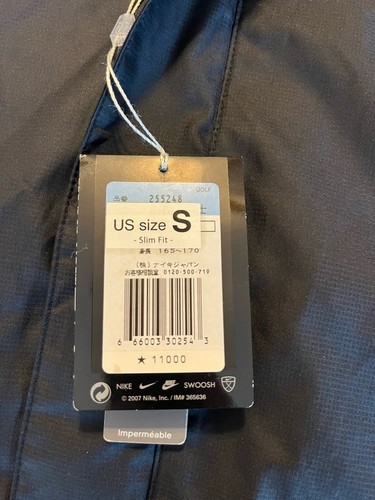 GOLF
品番 255248
US size S
- Slim Fit -
身長 165~170
(株)ナイキジャパン
お客様相談室 0120-500-719
6 66003 30254 3
★ 11000
NIKE SWOOSH
© 2007 Nike, Inc. / IM# 365636
Imperméable